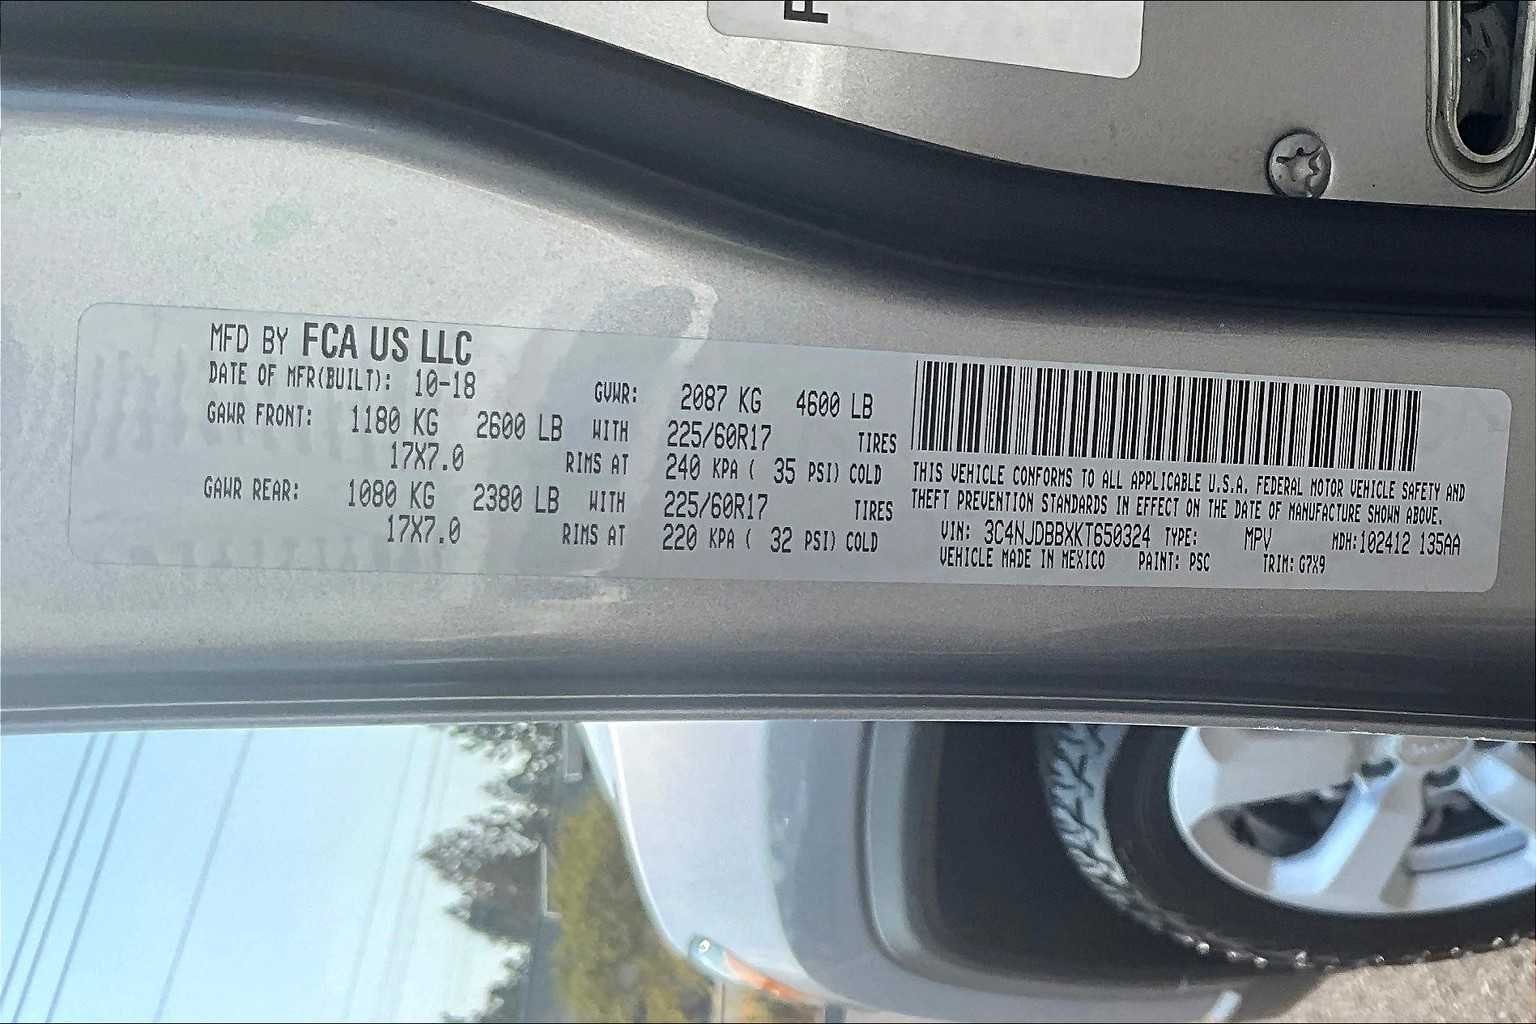 MFD BY FCA US LLC
DATE OF MFR(BUILT): 10-18
GVWR: 2087 KG 4600 LB
GAWR FRONT: 1180 KG 2600 LB WITH 225/60R17 TIRES
17X7.0 RIMS AT 240 KPA ( 35 PSI) COLD
GAWR REAR: 1080 KG 2380 LB WITH 225/60R17 TIRES
17X7.0 RIMS AT 220 KPA ( 32 PSI) COLD
THIS VEHICLE CONFORMS TO ALL APPLICABLE U.S.A. FEDERAL MOTOR VEHICLE SAFETY AND
THEFT PREVENTION STANDARDS IN EFFECT ON THE DATE OF MANUFACTURE SHOWN ABOVE.
VIN: 3C4NJDBBXKT650324 TYPE: MPV MDH:102412 135AA
VEHICLE MADE IN MEXICO PAINT: PSC TRIM: G7X9